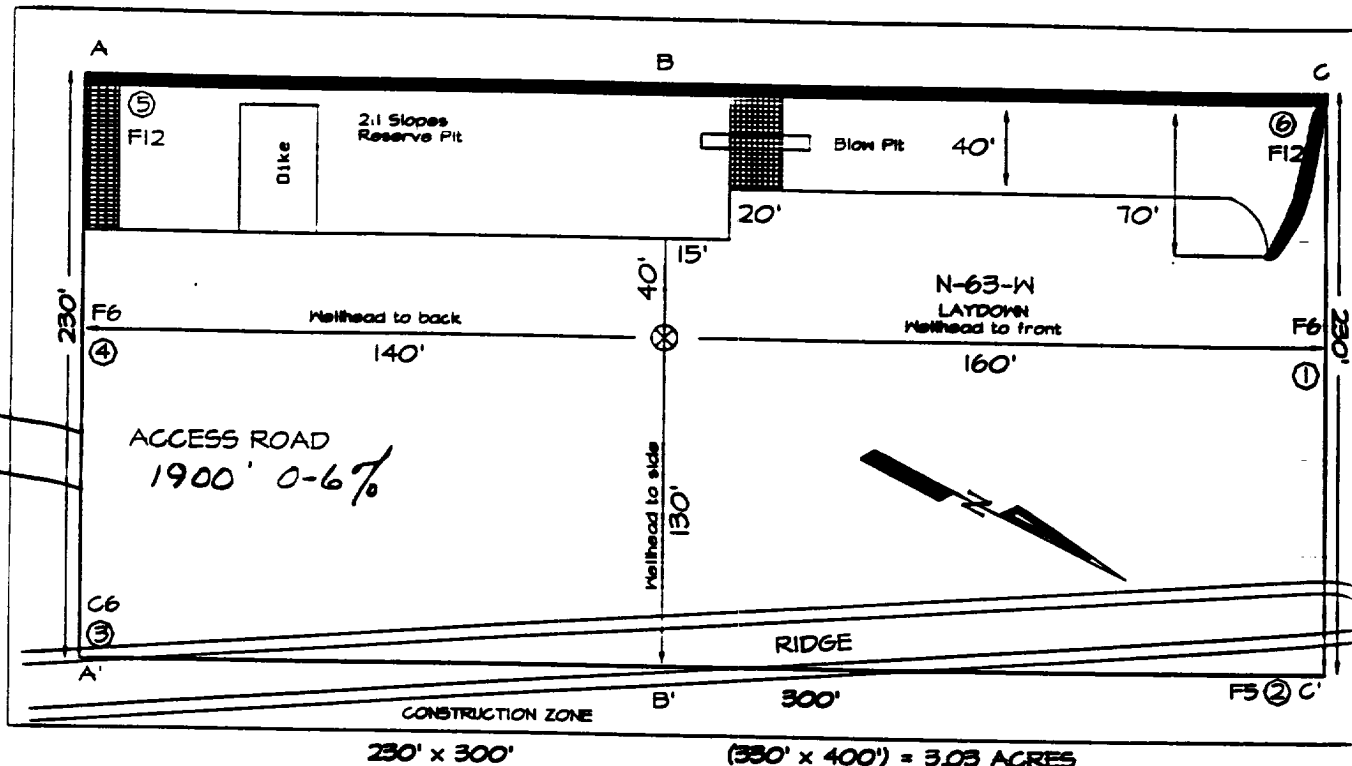 A
B
C
⑤
F12
2:1 Slopes
Reserve Pit
Dike
Blow Pit
40'
⑥
F12
20'
70'
15'
40'
230'
N-63-W
LAYDOWN
F6
Wellhead to back
Wellhead to front
F6
230'
④
140'
160'
①
ACCESS ROAD
1900' 0-6%
Wellhead to side
130'
N
C6
③
RIDGE
A'
B'
300'
F5 ② C'
CONSTRUCTION ZONE
230' x 300' (330' x 400') = 3.03 ACRES